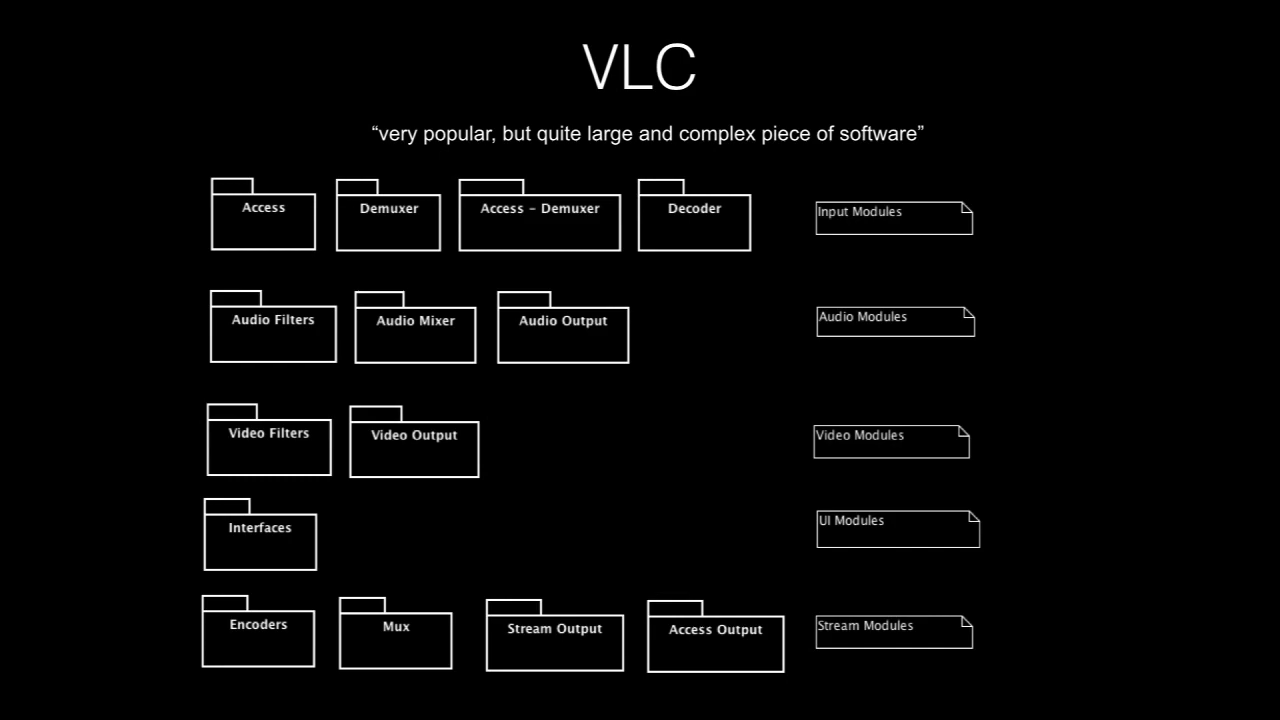 VLC
“very popular, but quite large and complex piece of software”
Access
Demuxer
Access – Demuxer
Decoder
Input Modules
Audio Filters
Audio Mixer
Audio Output
Audio Modules
Video Filters
Video Output
Video Modules
Interfaces
UI Modules
Encoders
Mux
Stream Output
Access Output
Stream Modules